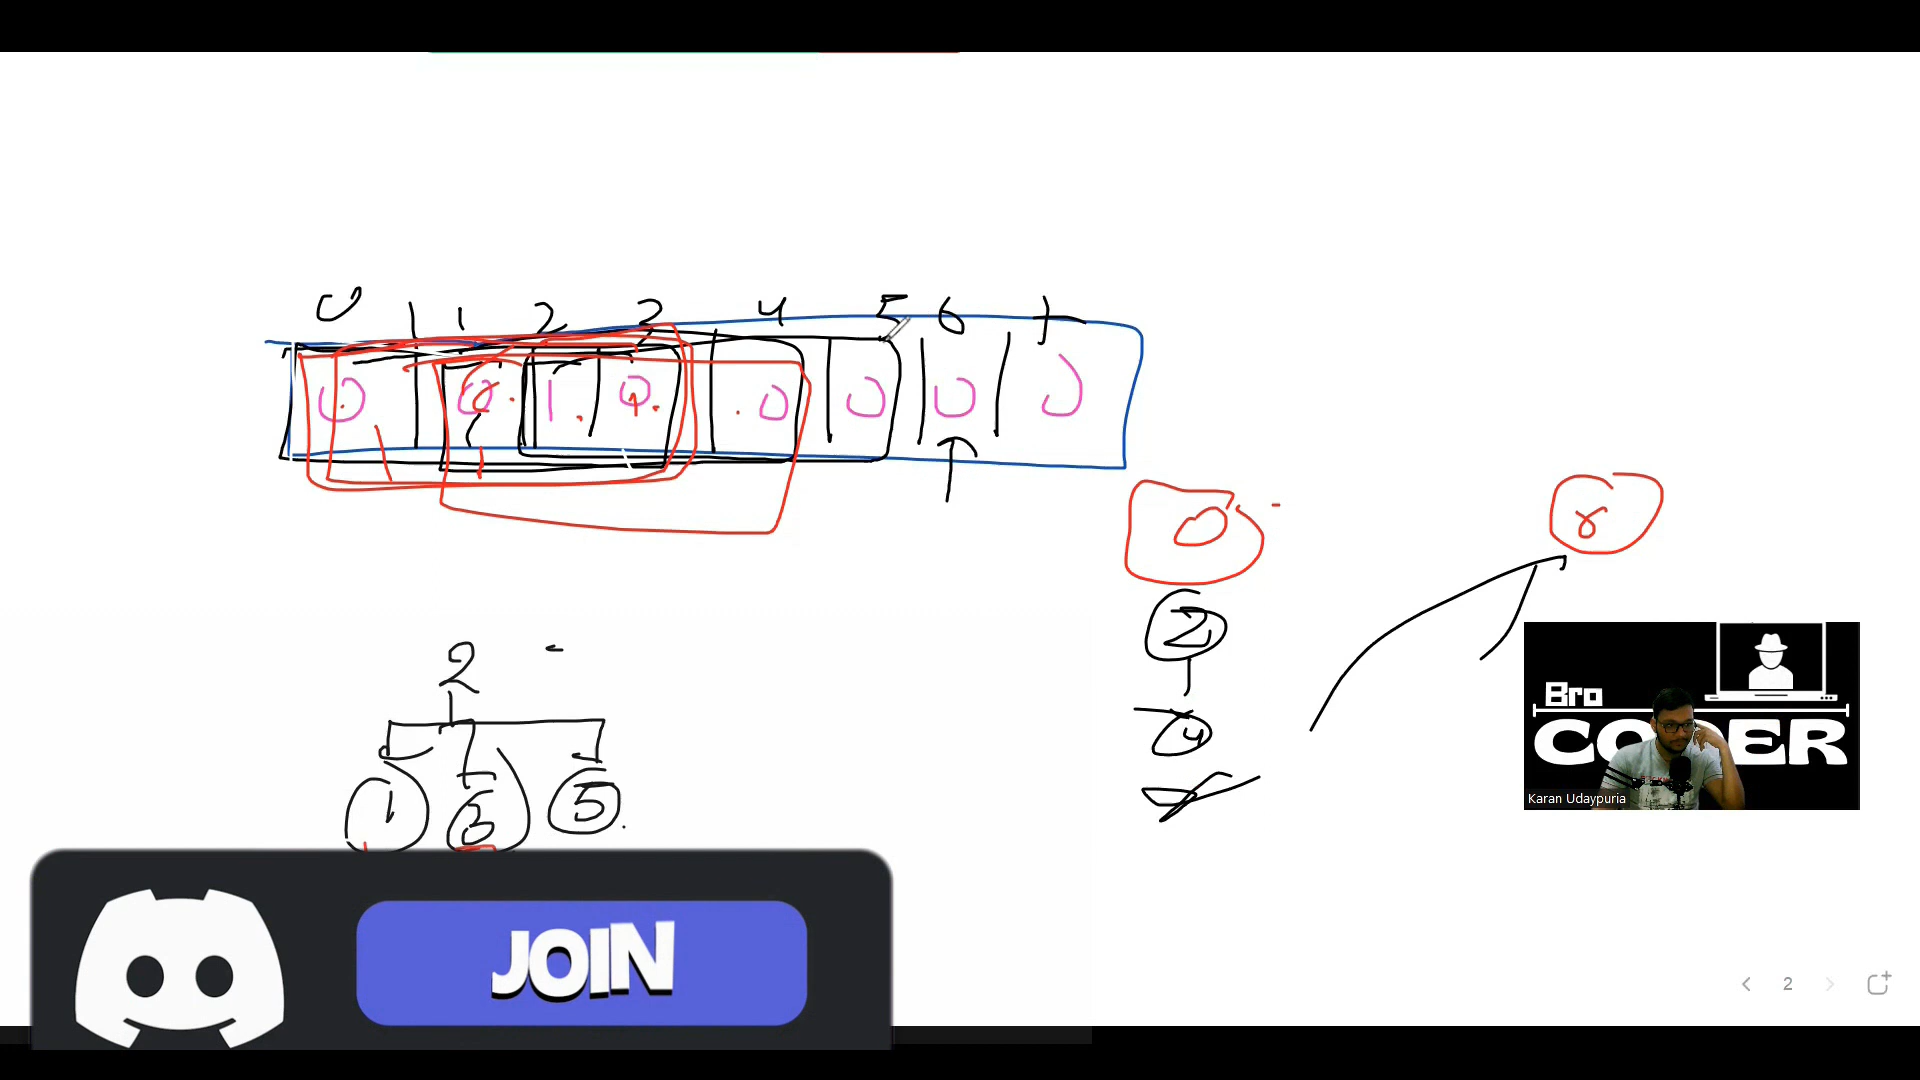 0 1 2 3 4 5 6 7
0 0 1 0 0 0 0 0
0
8
2
2
4
1 3 5
Bro
CODER
Karan Udaypuria
JOIN
2